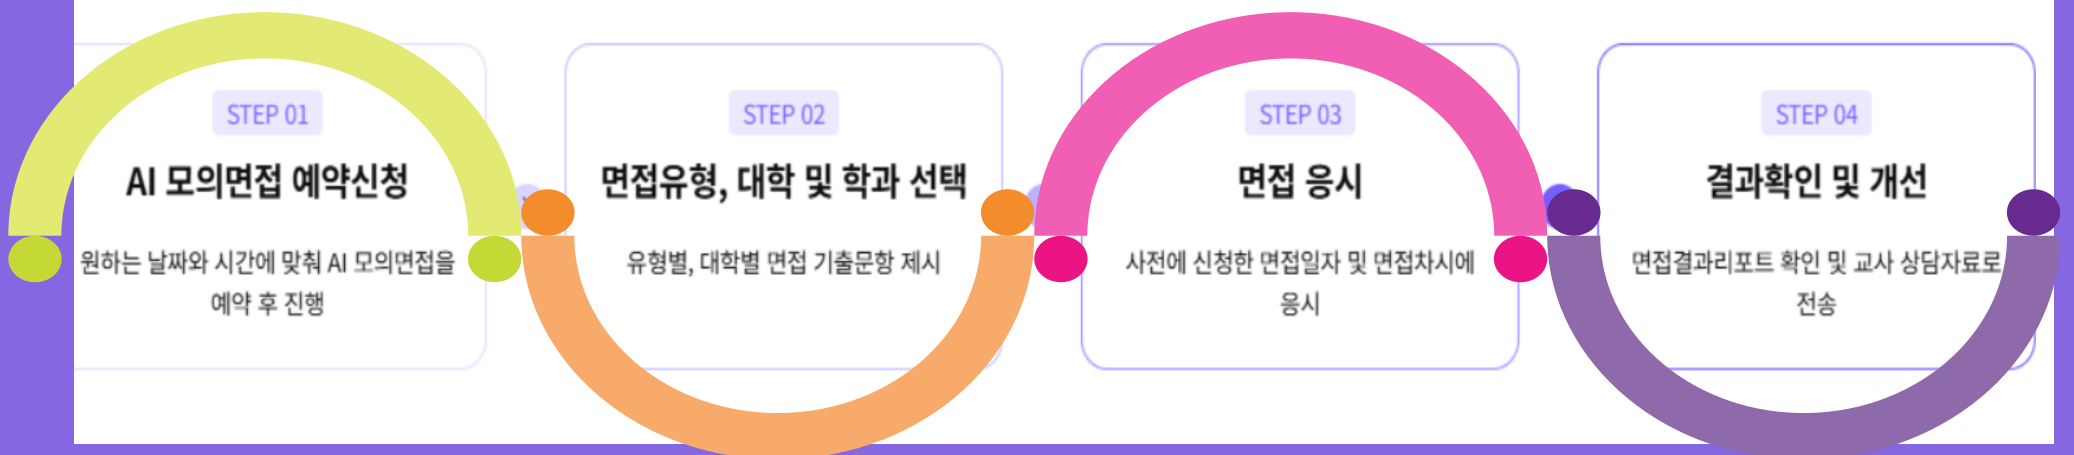 STEP 01
AI 모의면접 예약신청
원하는 날짜와 시간에 맞춰 AI 모의면접을
예약 후 진행
STEP 02
면접유형, 대학 및 학과 선택
유형별, 대학별 면접 기출문항 제시
STEP 03
면접 응시
사전에 신청한 면접일자 및 면접차시에
응시
STEP 04
결과확인 및 개선
면접결과리포트 확인 및 교사 상담자료로
전송